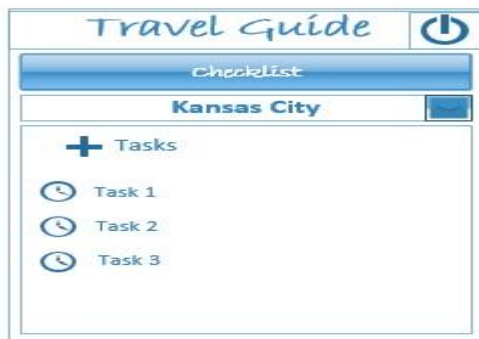 Travel Guide
Checklist
Kansas City
Tasks
Task 1
Task 2
Task 3